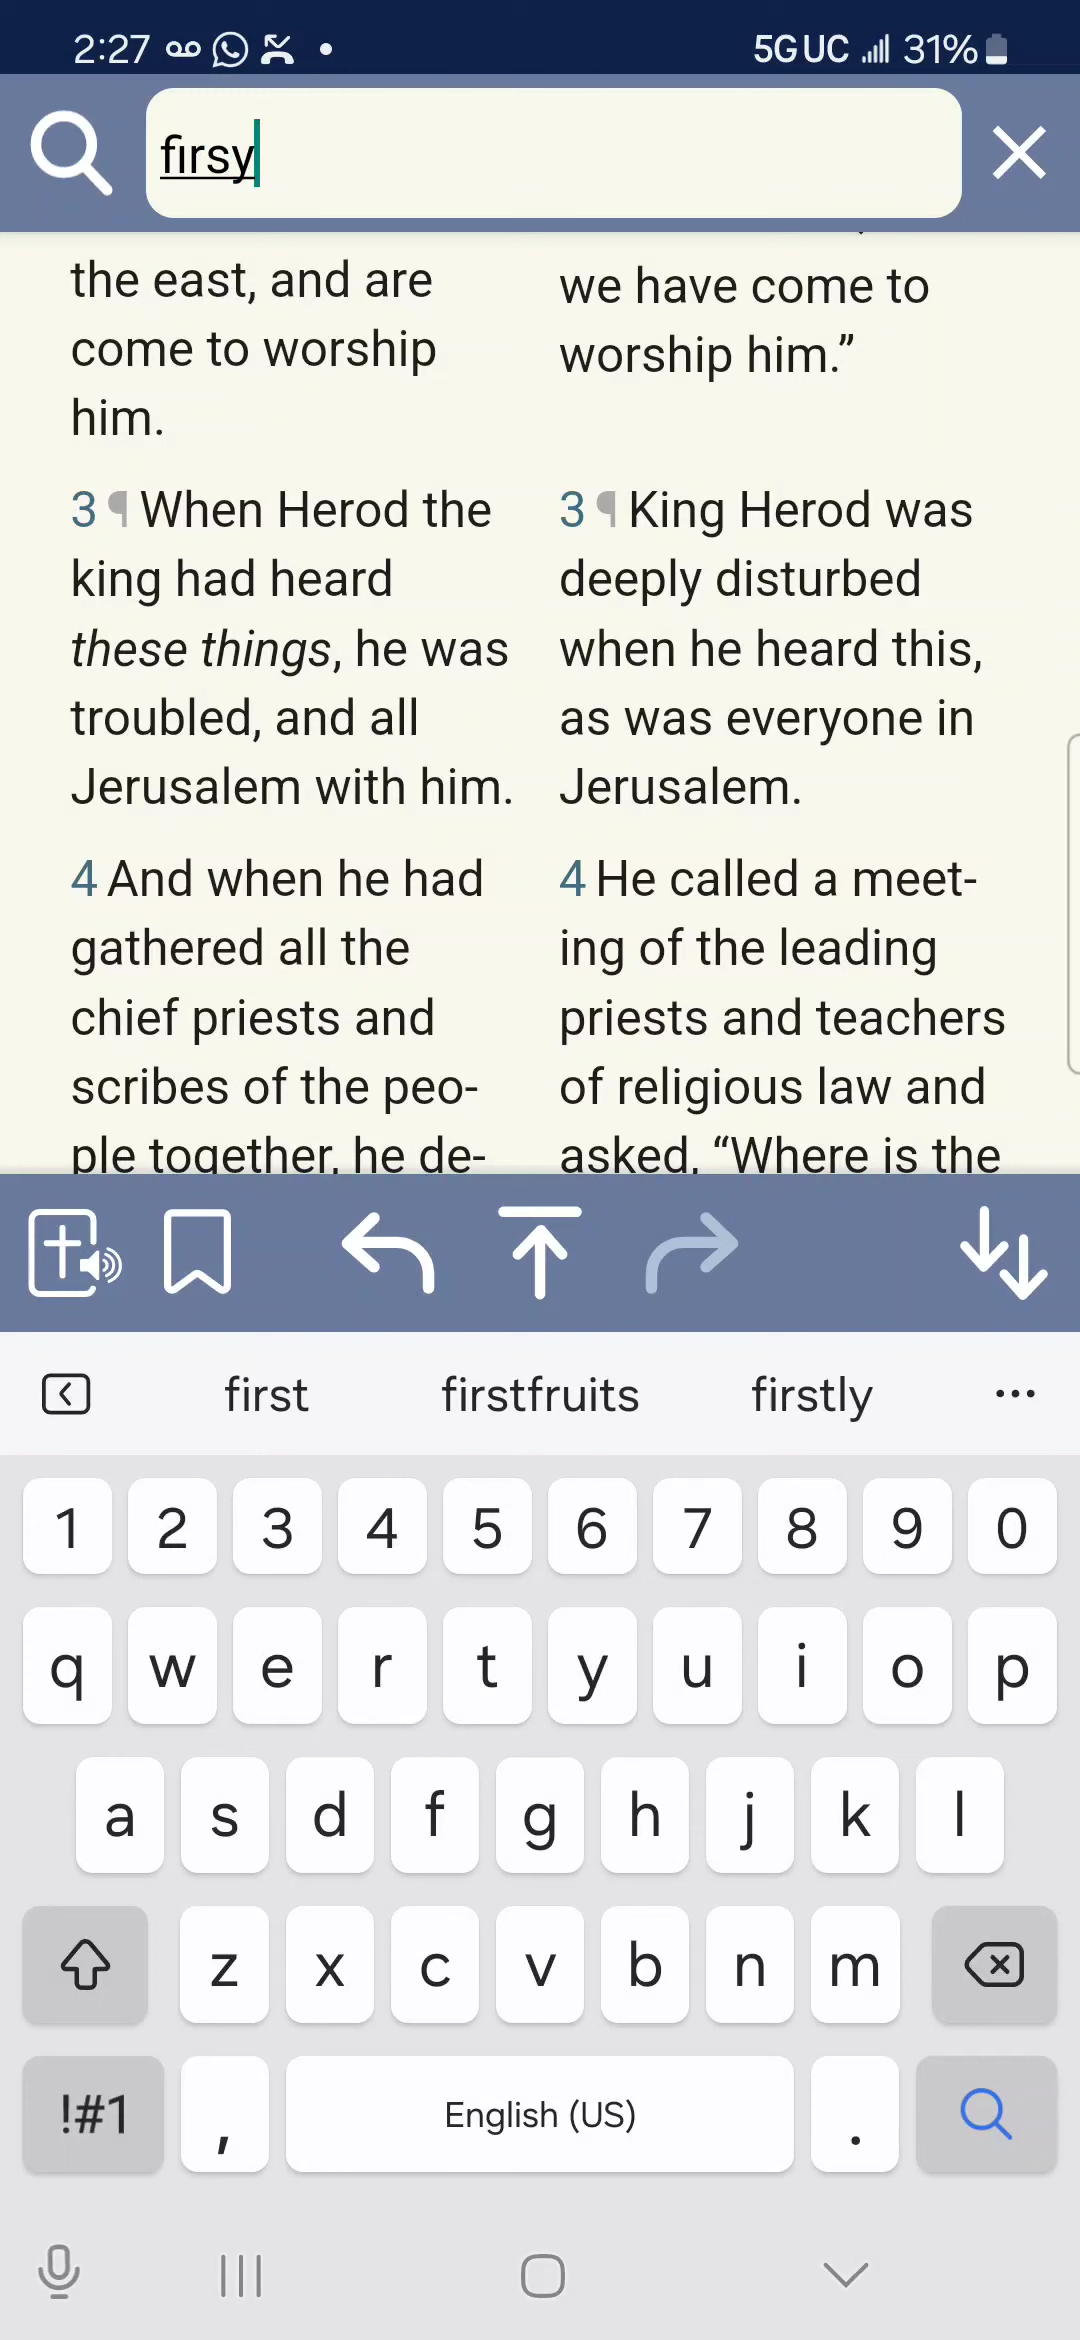 2:27 5G UC 31%
firsy
the east, and are
come to worship
him.
3 ¶ When Herod the
king had heard
these things, he was
troubled, and all
Jerusalem with him.
4 And when he had
gathered all the
chief priests and
scribes of the peo-
ple together, he de-
we have come to
worship him.”
3 ¶ King Herod was
deeply disturbed
when he heard this,
as was everyone in
Jerusalem.
4 He called a meet-
ing of the leading
priests and teachers
of religious law and
asked, “Where is the
first firstfruits firstly ...
1 2 3 4 5 6 7 8 9 0
q w e r t y u i o p
a s d f g h j k l
z x c v b n m
!#1 , English (US) .